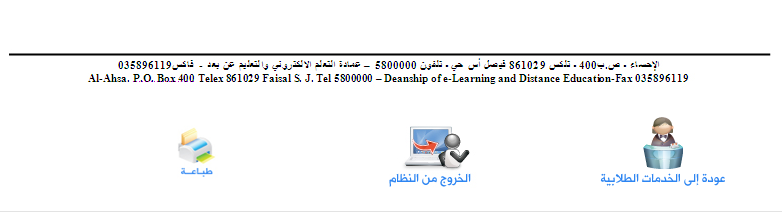 الإحساء - ص.ب400 - تلكس 861029 فيصل أس جي - تلفون 5800000 – عمادة التعلم الالكتروني والتعليم عن بعد - فاكس035896119
Al-Ahsa. P.O. Box 400 Telex 861029 Faisal S. J. Tel 5800000 – Deanship of e-Learning and Distance Education-Fax 035896119
عودة إلى الخدمات الطلابية
الخروج من النظام
طباعة